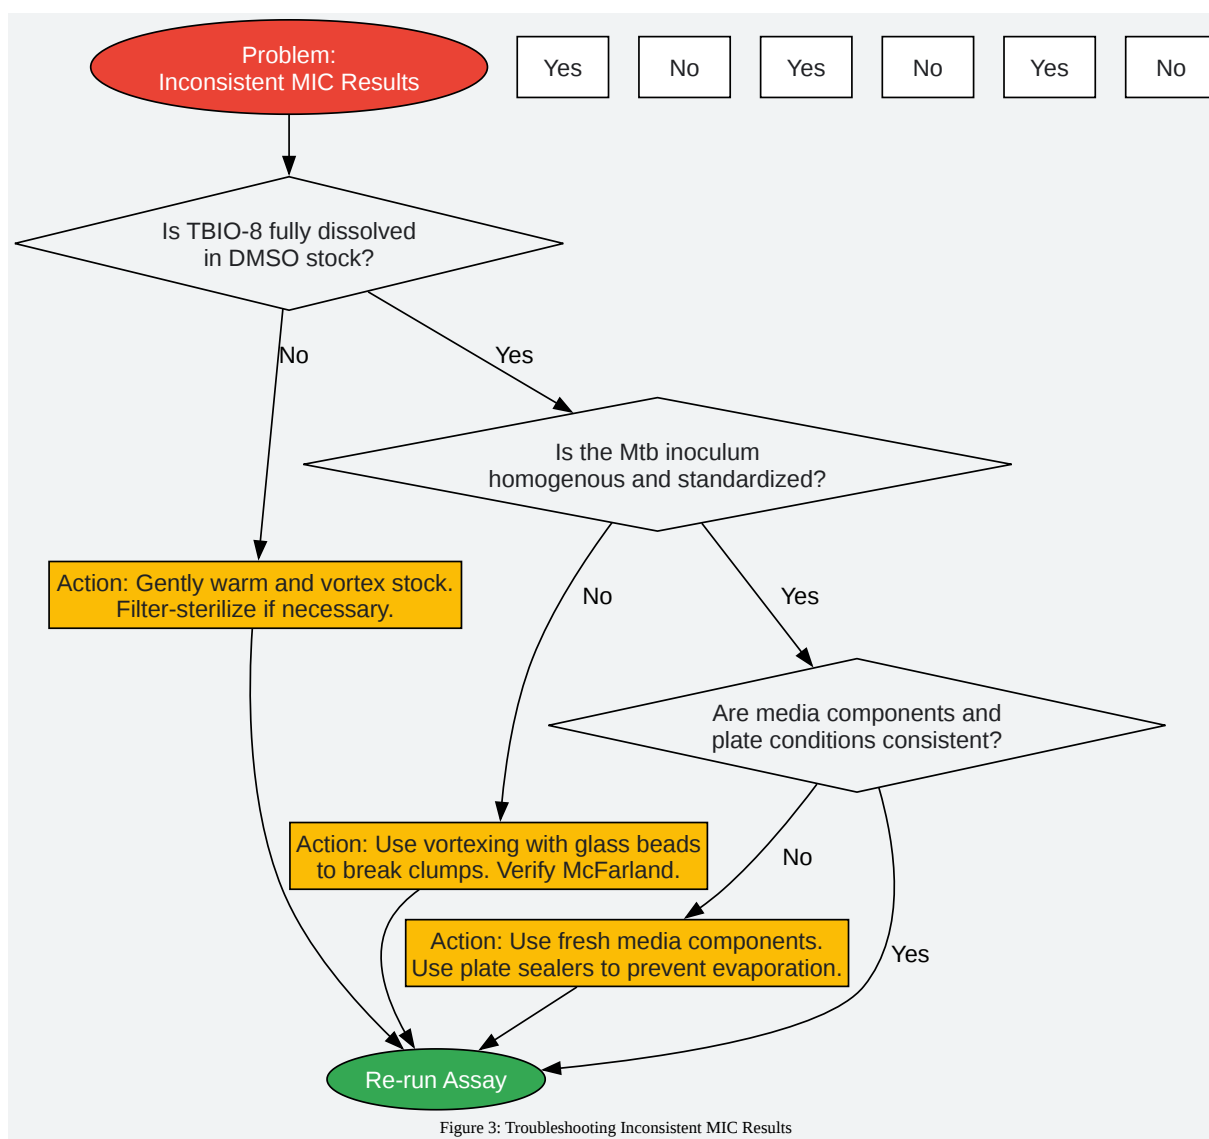 Problem:
Inconsistent MIC Results
Yes
No
Yes
No
Yes
No
Is TBIO-8 fully dissolved
in DMSO stock?
No
Yes
Is the Mtb inoculum
homogenous and standardized?
Action: Gently warm and vortex stock.
Filter-sterilize if necessary.
No
Yes
Are media components and
plate conditions consistent?
Action: Use vortexing with glass beads
to break clumps. Verify McFarland.
No
Action: Use fresh media components.
Use plate sealers to prevent evaporation.
Yes
Re-run Assay
Figure 3: Troubleshooting Inconsistent MIC Results